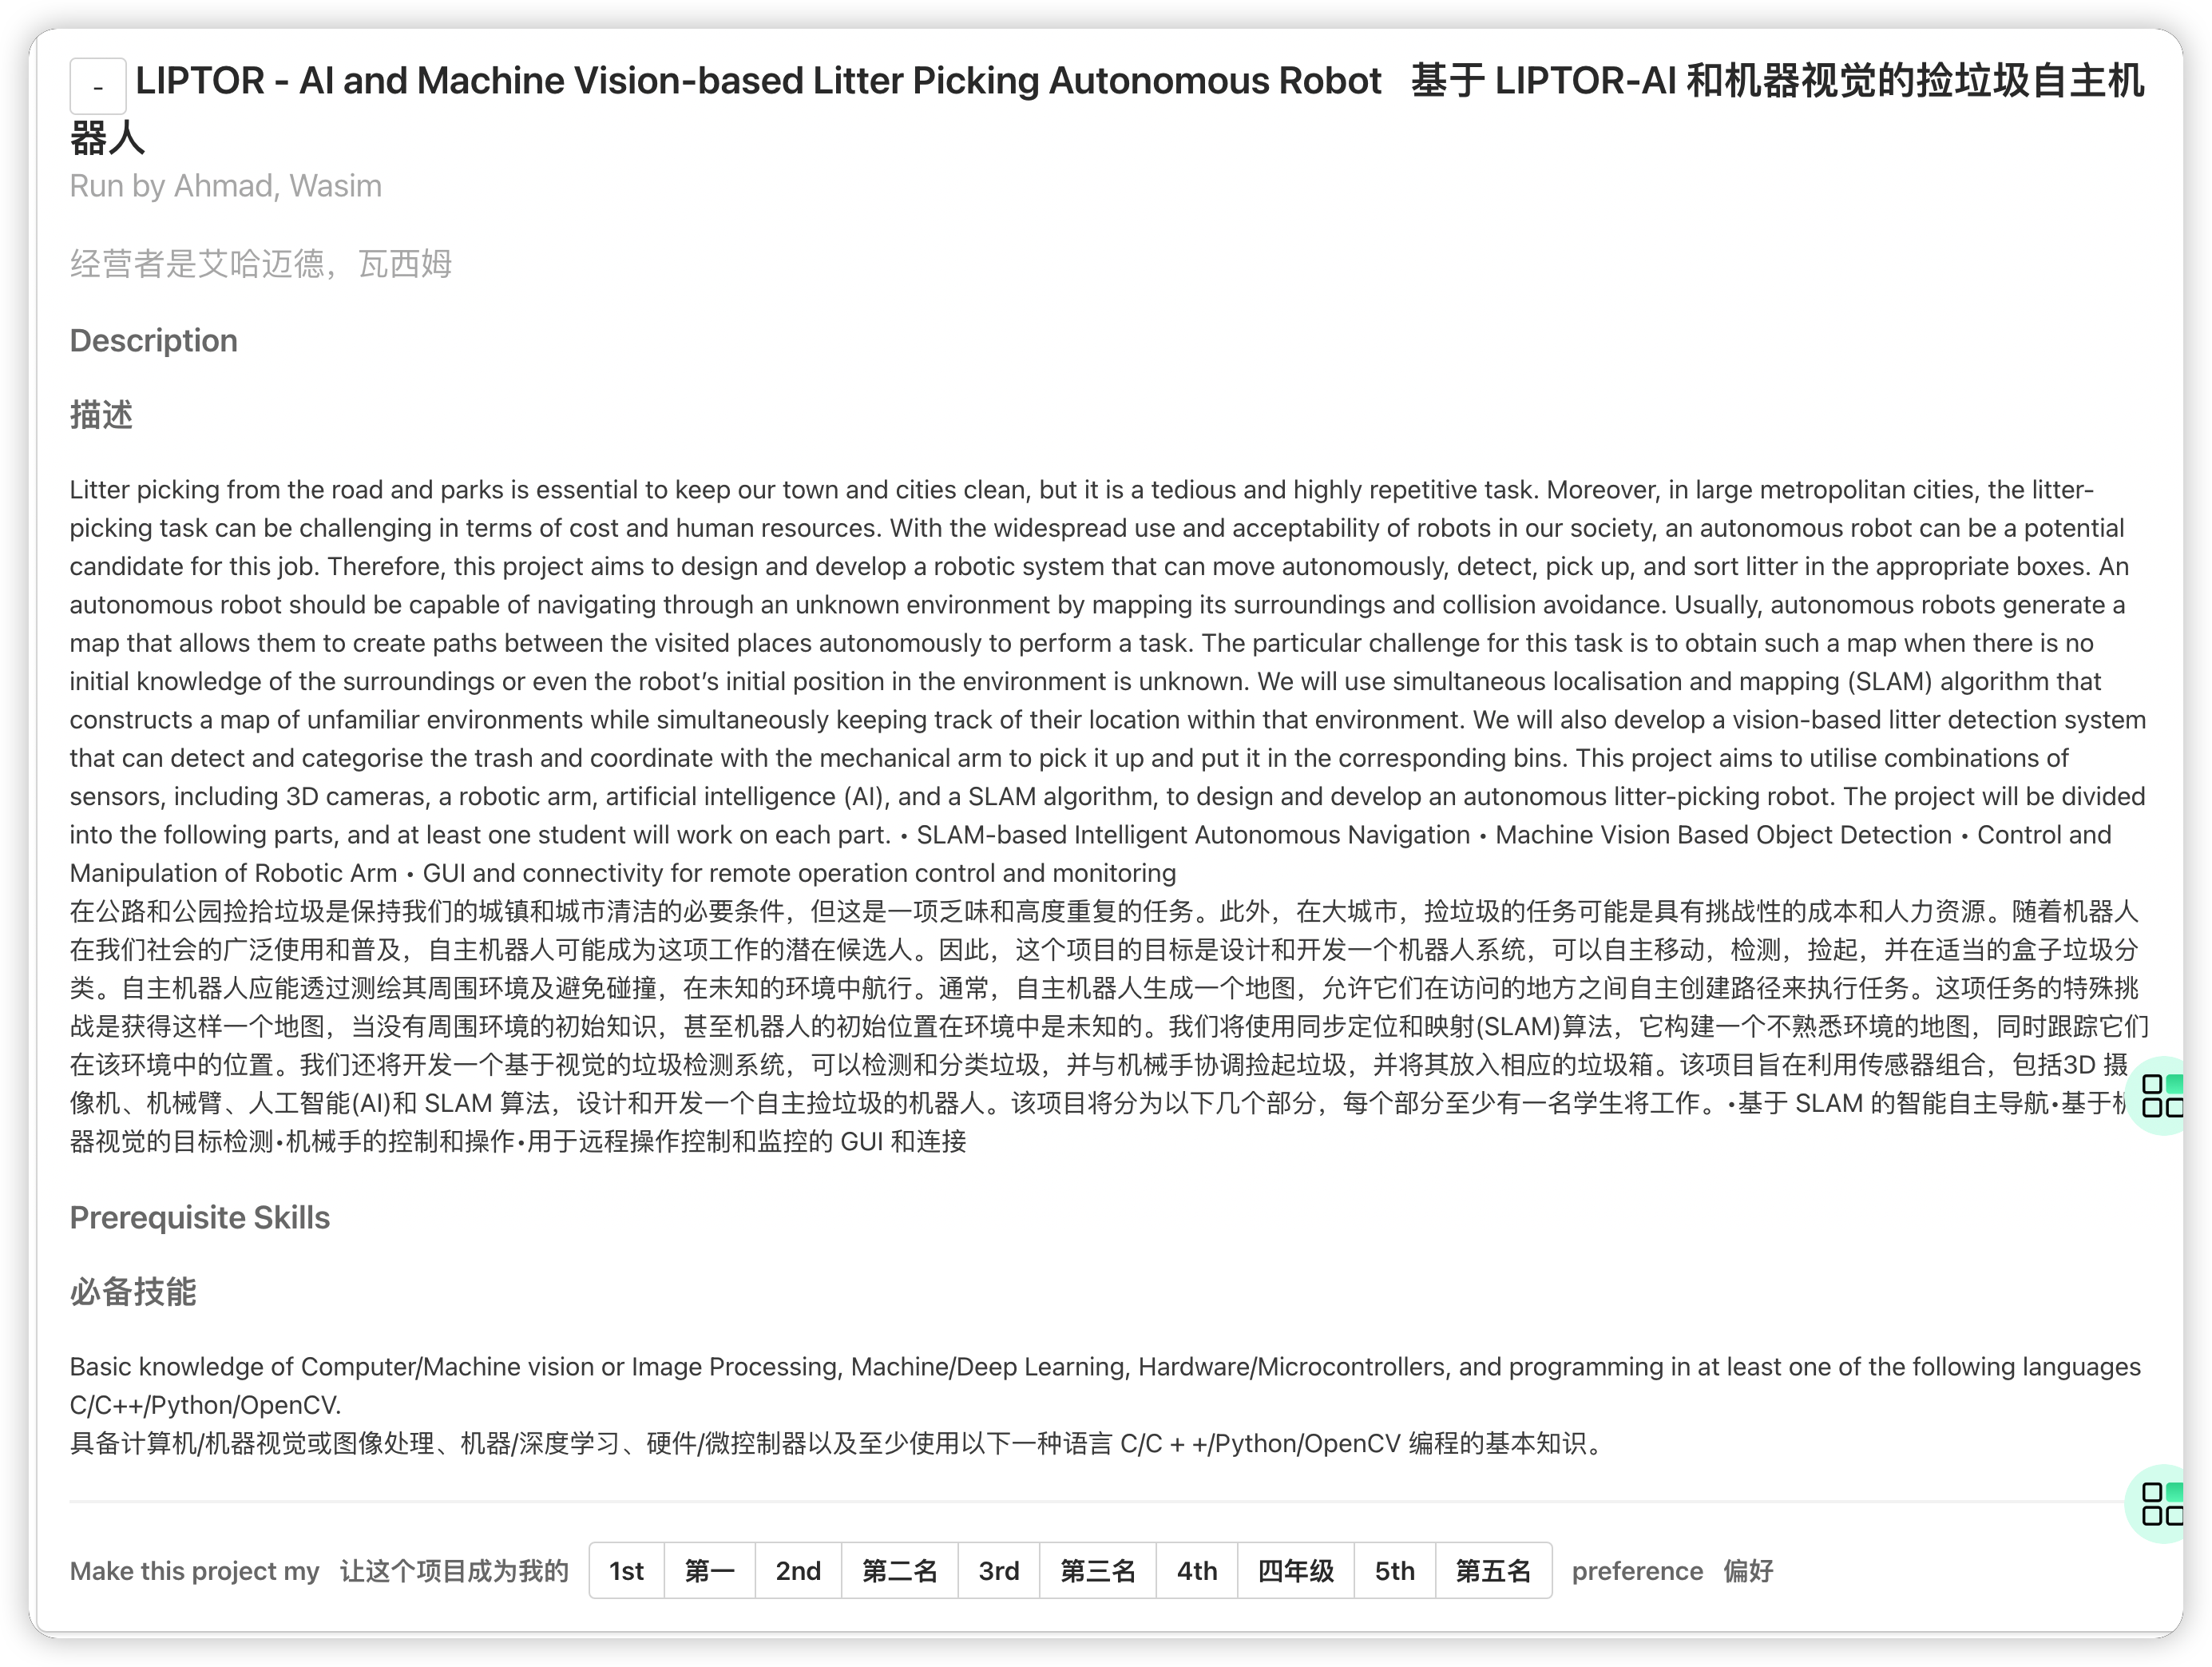 - LIPTOR - AI and Machine Vision-based Litter Picking Autonomous Robot 基于 LIPTOR-AI 和机器视觉的捡垃圾自主机
器人
Run by Ahmad, Wasim
经营者是艾哈迈德，瓦西姆
Description
描述
Litter picking from the road and parks is essential to keep our town and cities clean, but it is a tedious and highly repetitive task. Moreover, in large metropolitan cities, the litter-
picking task can be challenging in terms of cost and human resources. With the widespread use and acceptability of robots in our society, an autonomous robot can be a potential
candidate for this job. Therefore, this project aims to design and develop a robotic system that can move autonomously, detect, pick up, and sort litter in the appropriate boxes. An
autonomous robot should be capable of navigating through an unknown environment by mapping its surroundings and collision avoidance. Usually, autonomous robots generate a
map that allows them to create paths between the visited places autonomously to perform a task. The particular challenge for this task is to obtain such a map when there is no
initial knowledge of the surroundings or even the robot’s initial position in the environment is unknown. We will use simultaneous localisation and mapping (SLAM) algorithm that
constructs a map of unfamiliar environments while simultaneously keeping track of their location within that environment. We will also develop a vision-based litter detection system
that can detect and categorise the trash and coordinate with the mechanical arm to pick it up and put it in the corresponding bins. This project aims to utilise combinations of
sensors, including 3D cameras, a robotic arm, artificial intelligence (AI), and a SLAM algorithm, to design and develop an autonomous litter-picking robot. The project will be divided
into the following parts, and at least one student will work on each part. • SLAM-based Intelligent Autonomous Navigation • Machine Vision Based Object Detection • Control and
Manipulation of Robotic Arm • GUI and connectivity for remote operation control and monitoring
在公路和公园捡拾垃圾是保持我们的城镇和城市清洁的必要条件，但这是一项乏味和高度重复的任务。此外，在大城市，捡垃圾的任务可能是具有挑战性的成本和人力资源。随着机器人
在我们社会的广泛使用和普及，自主机器人可能成为这项工作的潜在候选人。因此，这个项目的目标是设计和开发一个机器人系统，可以自主移动，检测，捡起，并在适当的盒子垃圾分
类。自主机器人应能透过测绘其周围环境及避免碰撞，在未知的环境中航行。通常，自主机器人生成一个地图，允许它们在访问的地方之间自主创建路径来执行任务。这项任务的特殊挑
战是获得这样一个地图，当没有周围环境的初始知识，甚至机器人的初始位置在环境中是未知的。我们将使用同步定位和映射(SLAM)算法，它构建一个不熟悉环境的地图，同时跟踪它们
在该环境中的位置。我们还将开发一个基于视觉的垃圾检测系统，可以检测和分类垃圾，并与机械手协调捡起垃圾，并将其放入相应的垃圾箱。该项目旨在利用传感器组合，包括3D 摄
像机、机械臂、人工智能(AI)和 SLAM 算法，设计和开发一个自主捡垃圾的机器人。该项目将分为以下几个部分，每个部分至少有一名学生将工作。•基于 SLAM 的智能自主导航•基于机
器视觉的目标检测•机械手的控制和操作•用于远程操作控制和监控的 GUI 和连接
Prerequisite Skills
必备技能
Basic knowledge of Computer/Machine vision or Image Processing, Machine/Deep Learning, Hardware/Microcontrollers, and programming in at least one of the following languages
C/C++/Python/OpenCV.
具备计算机/机器视觉或图像处理、机器/深度学习、硬件/微控制器以及至少使用以下一种语言 C/C + +/Python/OpenCV 编程的基本知识。
Make this project my 让这个项目成为我的 1st 第一 2nd 第二名 3rd 第三名 4th 四年级 5th 第五名 preference 偏好